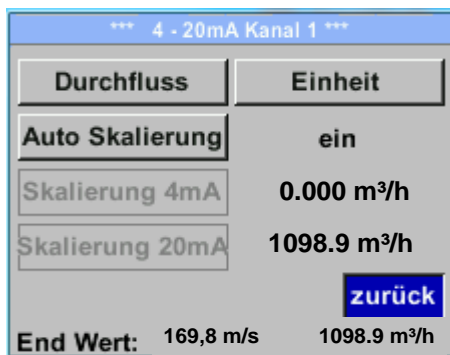 *** 4 - 20mA Kanal 1 ***
Durchfluss Einheit
Auto Skalierung ein
Skalierung 4mA 0.000 m³/h
Skalierung 20mA 1098.9 m³/h
zurück
End Wert: 169,8 m/s 1098.9 m³/h